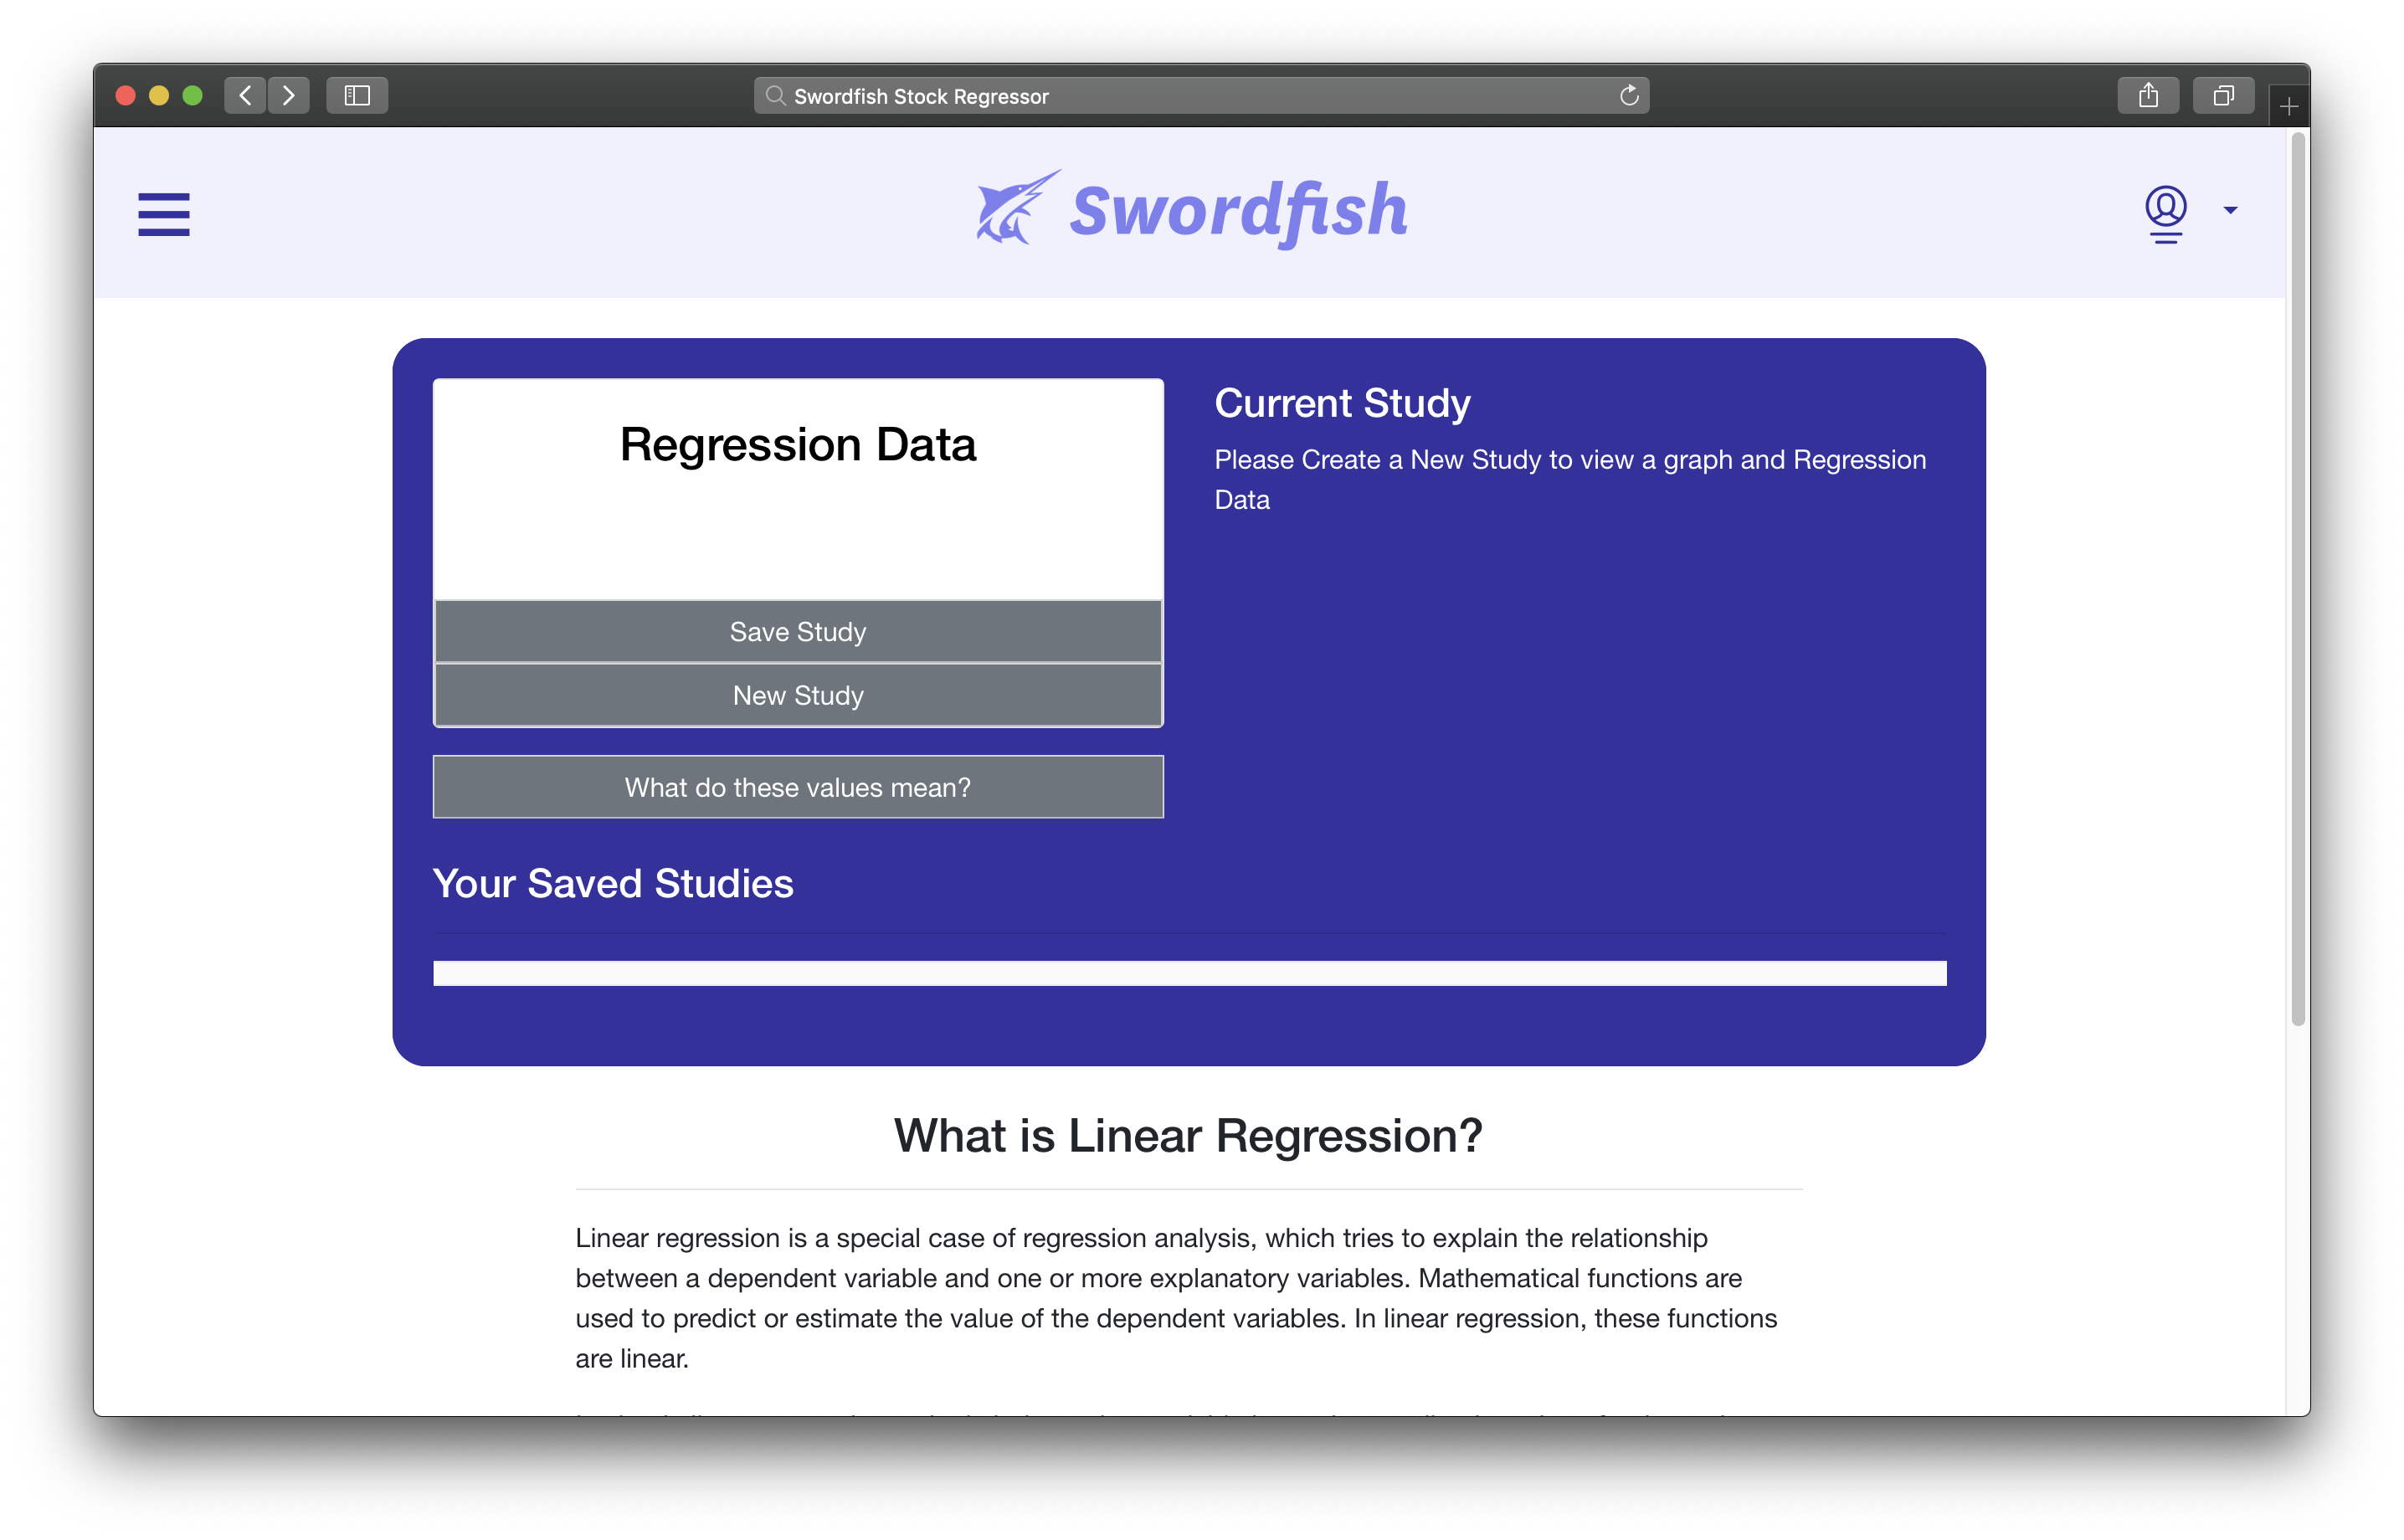 Swordfish Stock Regressor
Swordfish
Regression Data
Save Study
New Study
What do these values mean?
Current Study
Please Create a New Study to view a graph and Regression
Data
Your Saved Studies
What is Linear Regression?
Linear regression is a special case of regression analysis, which tries to explain the relationship
between a dependent variable and one or more explanatory variables. Mathematical functions are
used to predict or estimate the value of the dependent variables. In linear regression, these functions
are linear.